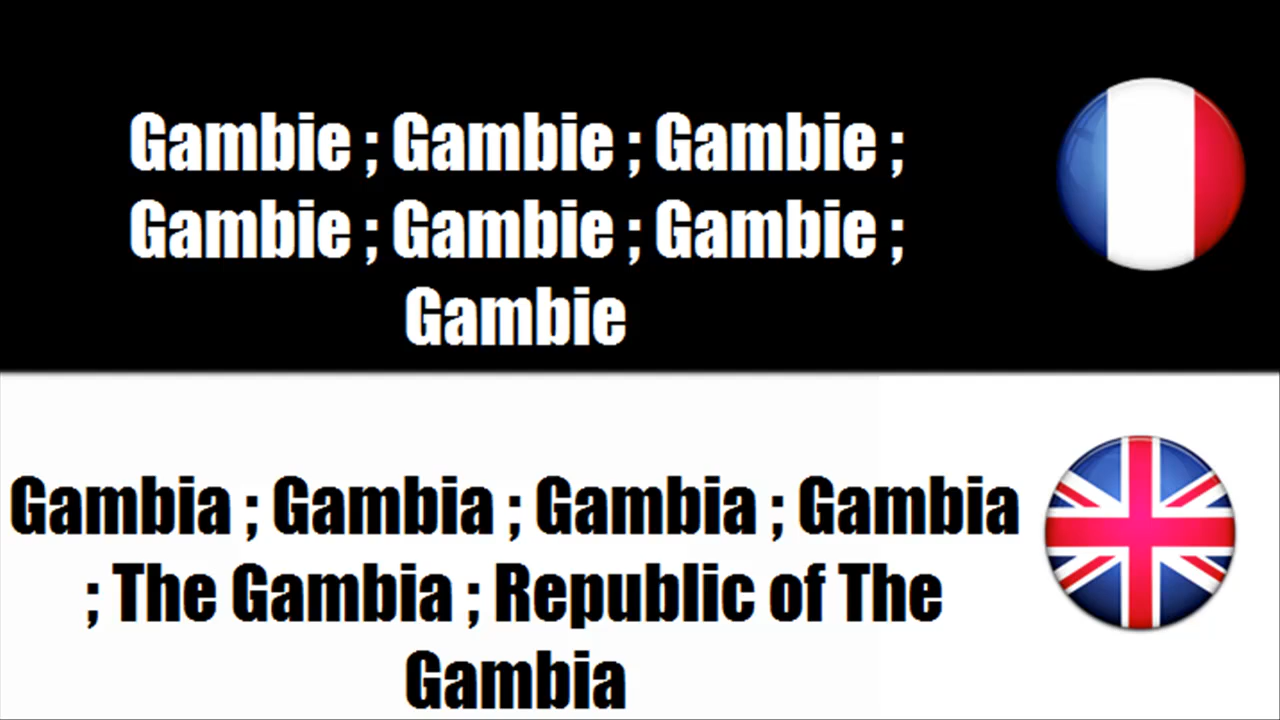 Gambie ; Gambie ; Gambie ;
Gambie ; Gambie ; Gambie ;
Gambie
Gambia ; Gambia ; Gambia ; Gambia
; The Gambia ; Republic of The
Gambia